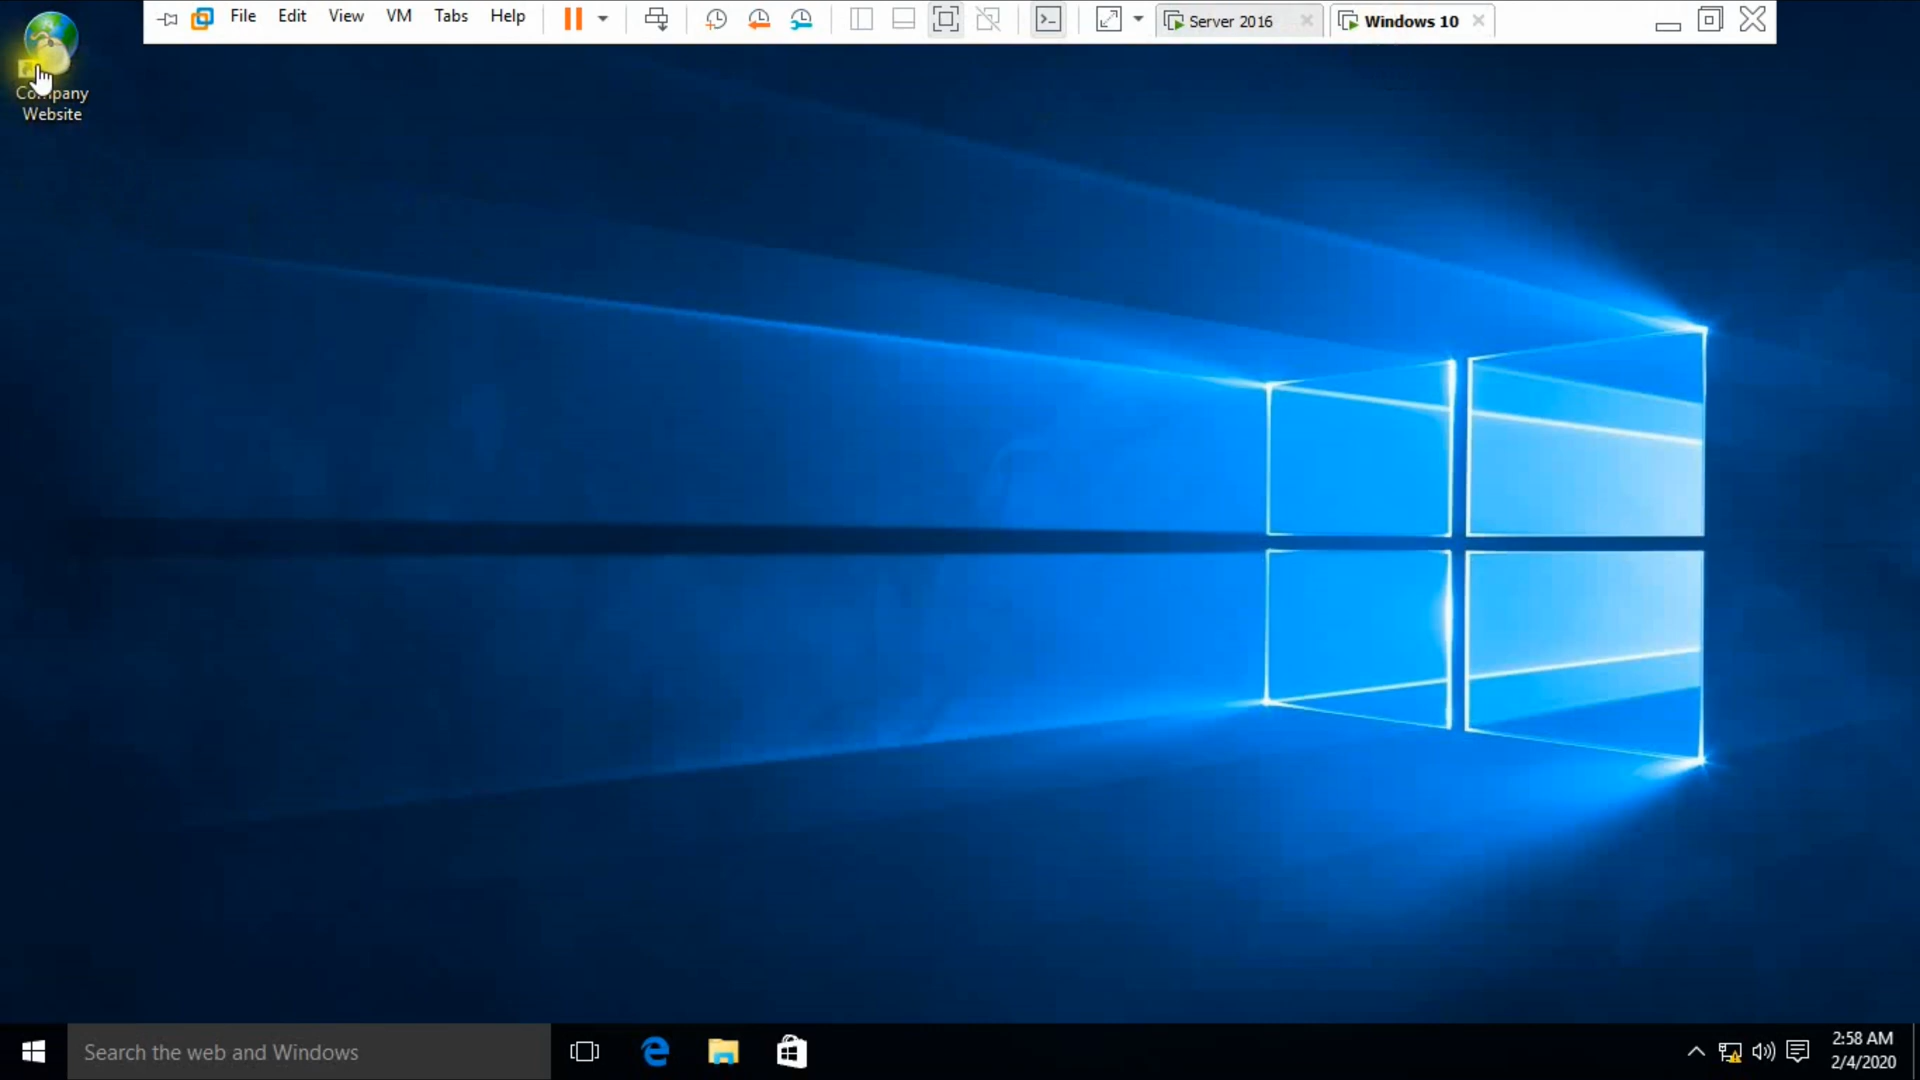 File Edit View VM Tabs Help
Server 2016
Windows 10
Company
Website
Search the web and Windows
2:58 AM
2/4/2020